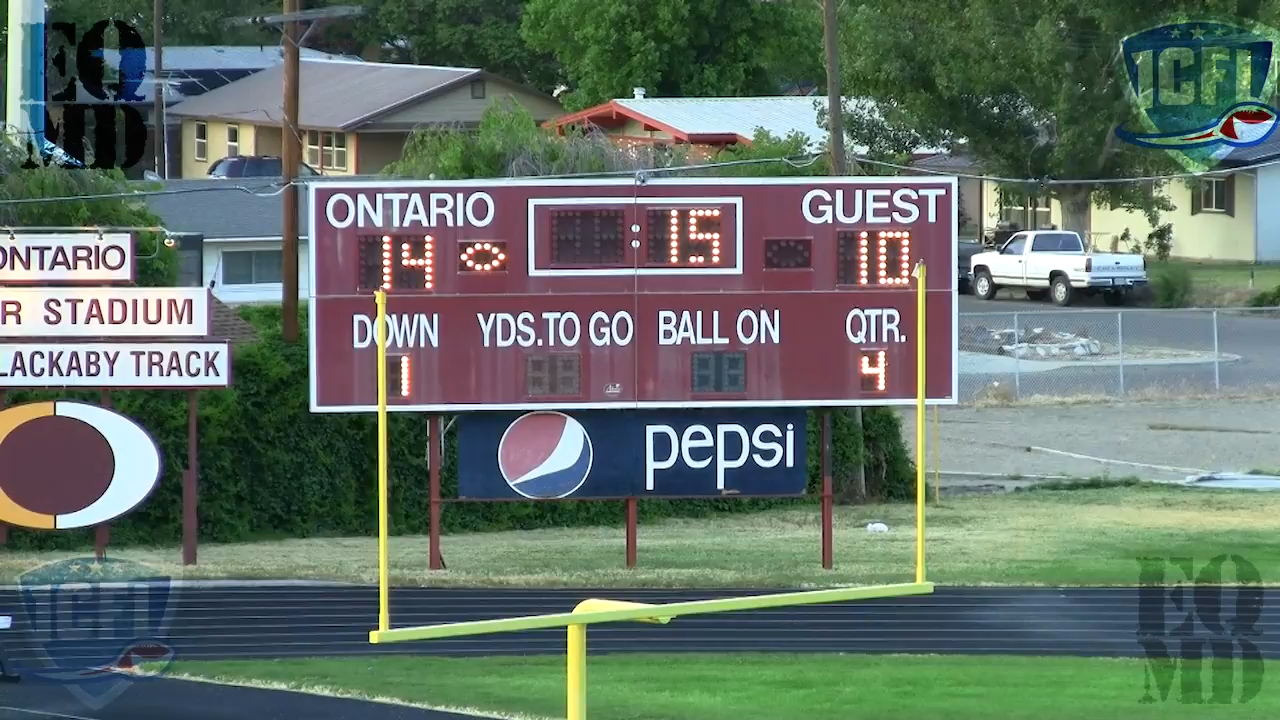 EQ
MD
ICFL
ONTARIO
GUEST
14
:15
10
DOWN
YDS.TO GO
BALL ON
QTR.
1
4
ONTARIO
R STADIUM
LACKABY TRACK
pepsi
ICFL
EQ
MD